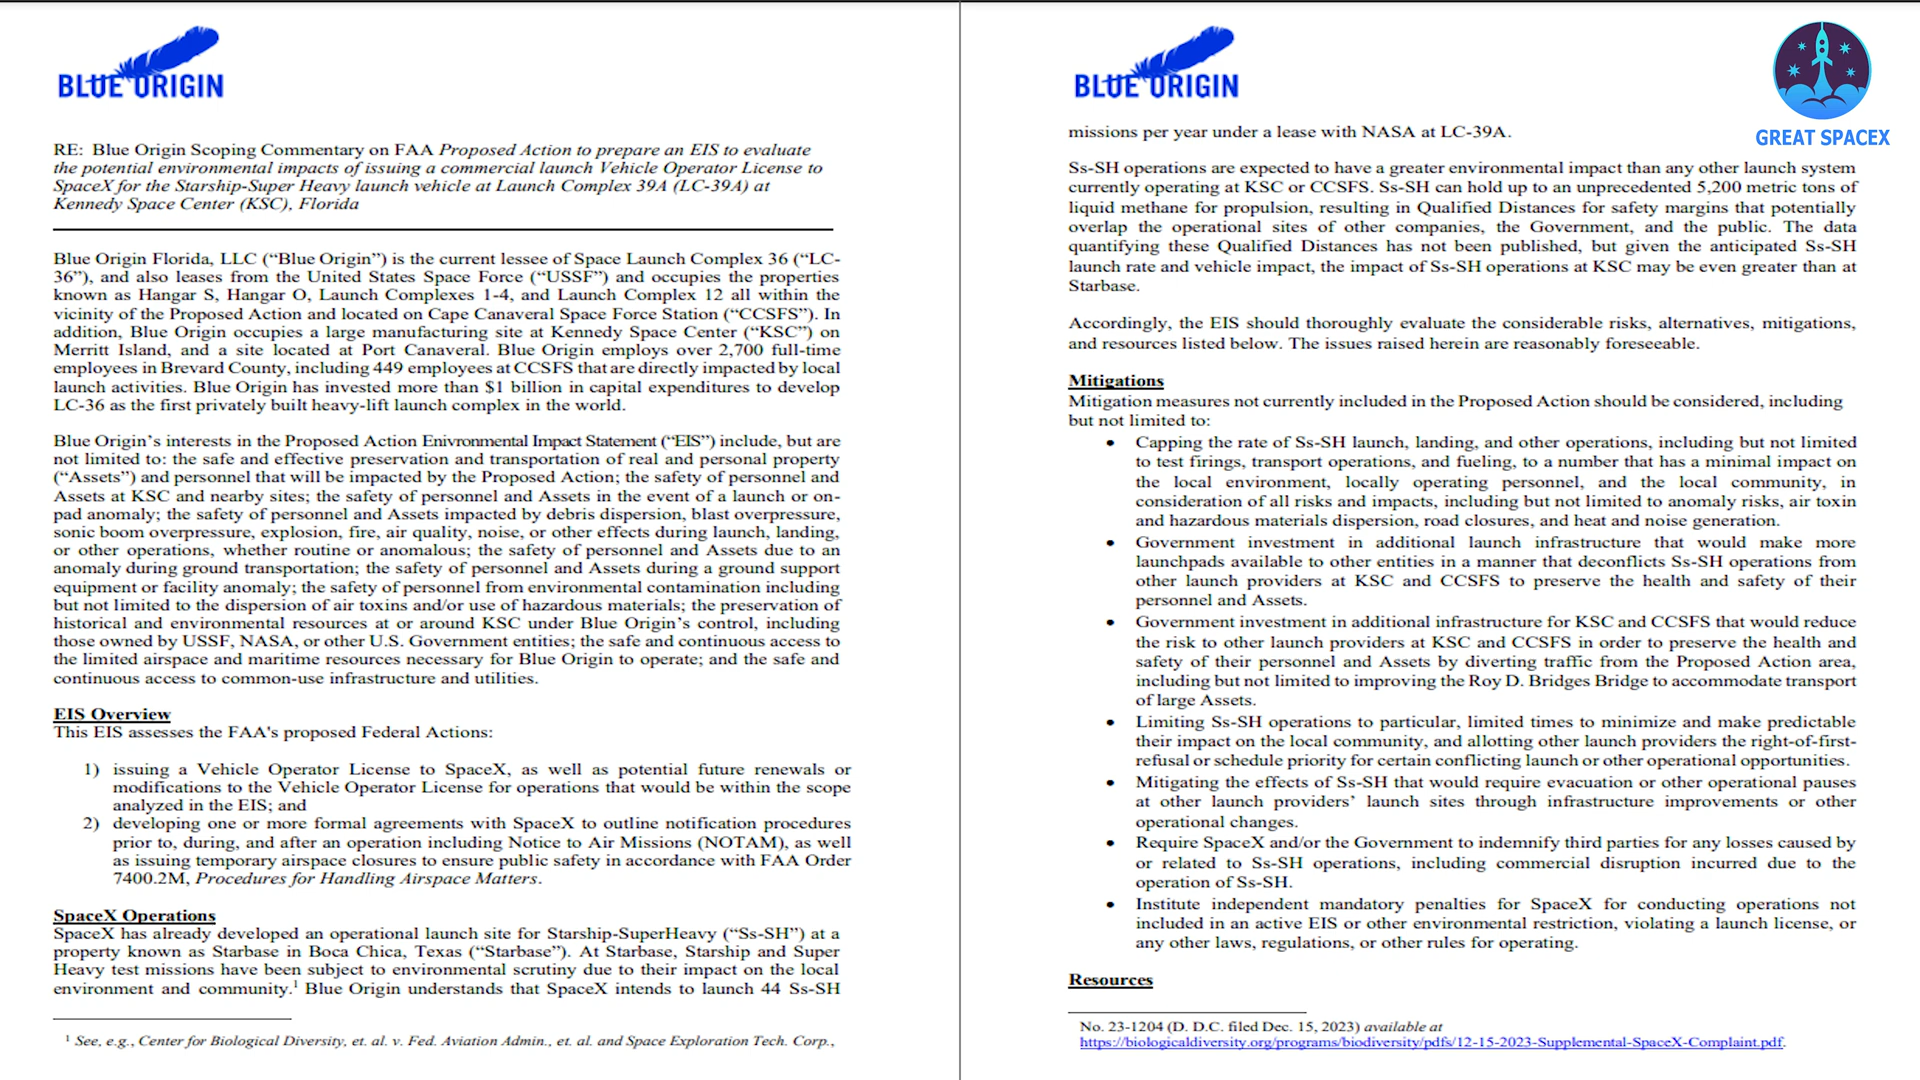 BLUE ORIGIN
RE: Blue Origin Scoping Commentary on FAA Proposed Action to prepare an EIS to evaluate
the potential environmental impacts of issuing a commercial launch Vehicle Operator License to
SpaceX for the Starship-Super Heavy launch vehicle at Launch Complex 39A (LC-39A) at
Kennedy Space Center (KSC), Florida
Blue Origin Florida, LLC (“Blue Origin”) is the current lessee of Space Launch Complex 36 (“LC-
36”), and also leases from the United States Space Force (“USSF”) and occupies the properties
known as Hangar S, Hangar O, Launch Complexes 1-4, and Launch Complex 12 all within the
vicinity of the Proposed Action and located on Cape Canaveral Space Force Station (“CCSFS”). In
addition, Blue Origin occupies a large manufacturing site at Kennedy Space Center (“KSC”) on
Merritt Island, and a site located at Port Canaveral. Blue Origin employs over 2,700 full-time
employees in Brevard County, including 449 employees at CCSFS that are directly impacted by local
launch activities. Blue Origin has invested more than $1 billion in capital expenditures to develop
LC-36 as the first privately built heavy-lift launch complex in the world.
Blue Origin’s interests in the Proposed Action Enivronmental Impact Statement (“EIS”) include, but are
not limited to: the safe and effective preservation and transportation of real and personal property
(“Assets”) and personnel that will be impacted by the Proposed Action; the safety of personnel and
Assets at KSC and nearby sites; the safety of personnel and Assets in the event of a launch or on-
pad anomaly; the safety of personnel and Assets impacted by debris dispersion, blast overpressure,
sonic boom overpressure, explosion, fire, air quality, noise, or other effects during launch, landing,
or other operations, whether routine or anomalous; the safety of personnel and Assets due to an
anomaly during ground transportation; the safety of personnel and Assets during a ground support
equipment or facility anomaly; the safety of personnel from environmental contamination including
but not limited to the dispersion of air toxins and/or use of hazardous materials; the preservation of
historical and environmental resources at or around KSC under Blue Origin’s control, including
those owned by USSF, NASA, or other U.S. Government entities; the safe and continuous access to
the limited airspace and maritime resources necessary for Blue Origin to operate; and the safe and
continuous access to common-use infrastructure and utilities.
EIS Overview
This EIS assesses the FAA's proposed Federal Actions:
1) issuing a Vehicle Operator License to SpaceX, as well as potential future renewals or
modifications to the Vehicle Operator License for operations that would be within the scope
analyzed in the EIS; and
2) developing one or more formal agreements with SpaceX to outline notification procedures
prior to, during, and after an operation including Notice to Air Missions (NOTAM), as well
as issuing temporary airspace closures to ensure public safety in accordance with FAA Order
7400.2M, Procedures for Handling Airspace Matters.
SpaceX Operations
SpaceX has already developed an operational launch site for Starship-SuperHeavy (“Ss-SH”) at a
property known as Starbase in Boca Chica, Texas (“Starbase”). At Starbase, Starship and Super
Heavy test missions have been subject to environmental scrutiny due to their impact on the local
environment and community.¹ Blue Origin understands that SpaceX intends to launch 44 Ss-SH
¹ See, e.g., Center for Biological Diversity, et. al. v. Fed. Aviation Admin., et. al. and Space Exploration Tech. Corp.,
BLUE ORIGIN
GREAT SPACEX
missions per year under a lease with NASA at LC-39A.
Ss-SH operations are expected to have a greater environmental impact than any other launch system
currently operating at KSC or CCSFS. Ss-SH can hold up to an unprecedented 5,200 metric tons of
liquid methane for propulsion, resulting in Qualified Distances for safety margins that potentially
overlap the operational sites of other companies, the Government, and the public. The data
quantifying these Qualified Distances has not been published, but given the anticipated Ss-SH
launch rate and vehicle impact, the impact of Ss-SH operations at KSC may be even greater than at
Starbase.
Accordingly, the EIS should thoroughly evaluate the considerable risks, alternatives, mitigations,
and resources listed below. The issues raised herein are reasonably foreseeable.
Mitigations
Mitigation measures not currently included in the Proposed Action should be considered, including
but not limited to:
• Capping the rate of Ss-SH launch, landing, and other operations, including but not limited
to test firings, transport operations, and fueling, to a number that has a minimal impact on
the local environment, locally operating personnel, and the local community, in
consideration of all risks and impacts, including but not limited to anomaly risks, air toxin
and hazardous materials dispersion, road closures, and heat and noise generation.
• Government investment in additional launch infrastructure that would make more
launchpads available to other entities in a manner that deconflicts Ss-SH operations from
other launch providers at KSC and CCSFS to preserve the health and safety of their
personnel and Assets.
• Government investment in additional infrastructure for KSC and CCSFS that would reduce
the risk to other launch providers at KSC and CCSFS in order to preserve the health and
safety of their personnel and Assets by diverting traffic from the Proposed Action area,
including but not limited to improving the Roy D. Bridges Bridge to accommodate transport
of large Assets.
• Limiting Ss-SH operations to particular, limited times to minimize and make predictable
their impact on the local community, and allotting other launch providers the right-of-first-
refusal or schedule priority for certain conflicting launch or other operational opportunities.
• Mitigating the effects of Ss-SH that would require evacuation or other operational pauses
at other launch providers’ launch sites through infrastructure improvements or other
operational changes.
• Require SpaceX and/or the Government to indemnify third parties for any losses caused by
or related to Ss-SH operations, including commercial disruption incurred due to the
operation of Ss-SH.
• Institute independent mandatory penalties for SpaceX for conducting operations not
included in an active EIS or other environmental restriction, violating a launch license, or
any other laws, regulations, or other rules for operating.
Resources
No. 23-1204 (D. D.C. filed Dec. 15, 2023) available at
https://biologicaldiversity.org/programs/biodiversity/pdfs/12-15-2023-Supplemental-SpaceX-Complaint.pdf.